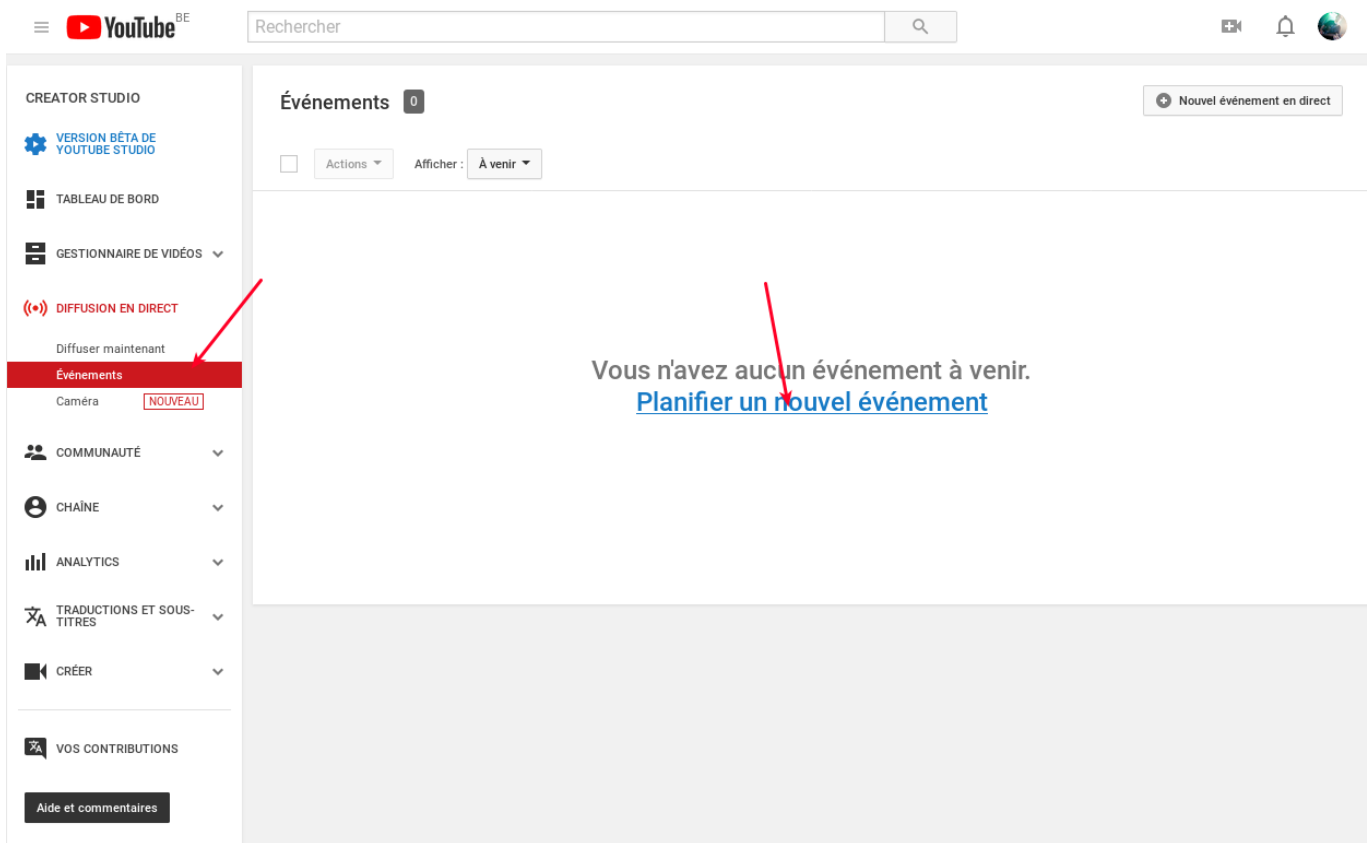 YouTube BE
Rechercher
CREATOR STUDIO
VERSION BÊTA DE
YOUTUBE STUDIO
TABLEAU DE BORD
GESTIONNAIRE DE VIDÉOS
DIFFUSION EN DIRECT
Diffuser maintenant
Événements
Caméra NOUVEAU
COMMUNAUTÉ
CHAÎNE
ANALYTICS
TRADUCTIONS ET SOUS-
TITRES
CRÉER
VOS CONTRIBUTIONS
Aide et commentaires
Événements 0
Nouvel événement en direct
Actions Afficher : À venir
Vous n'avez aucun événement à venir.
Planifier un nouvel événement